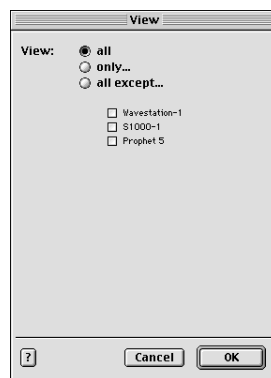 View
View: all
only...
all except...
Wavestation-1
S1000-1
Prophet 5
? Cancel OK